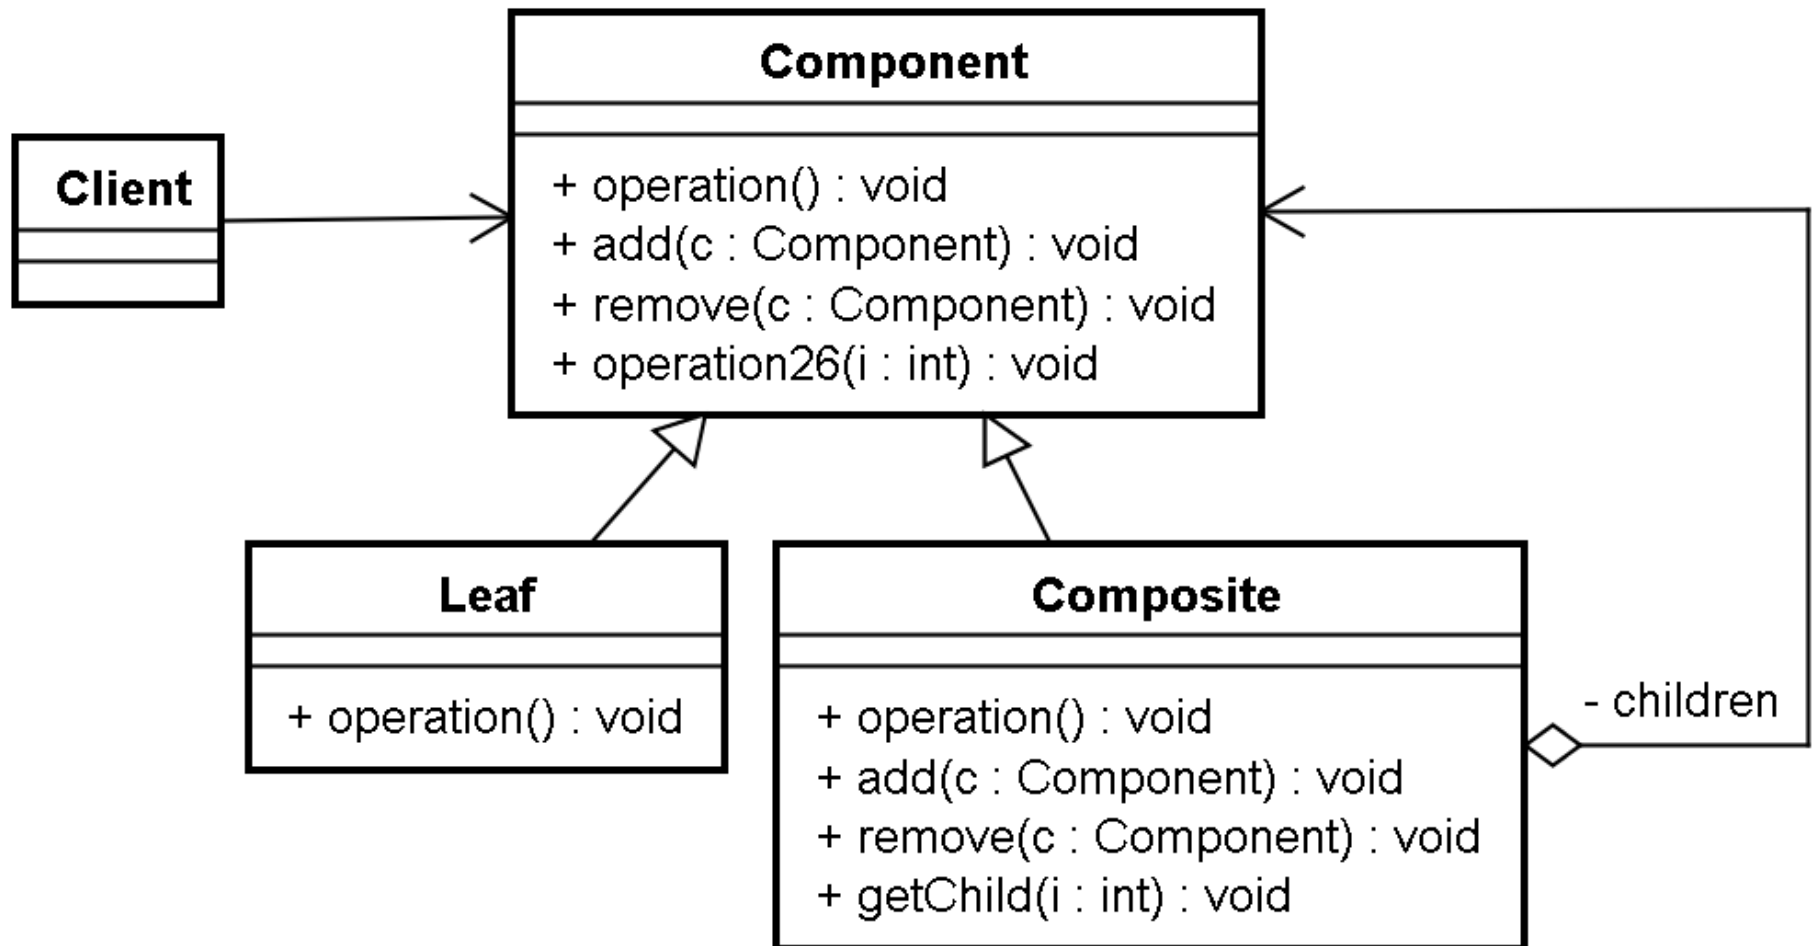 Component
+ operation() : void
+ add(c : Component) : void
+ remove(c : Component) : void
+ operation26(i : int) : void
Client
Leaf
+ operation() : void
Composite
+ operation() : void
+ add(c : Component) : void
+ remove(c : Component) : void
+ getChild(i : int) : void
- children